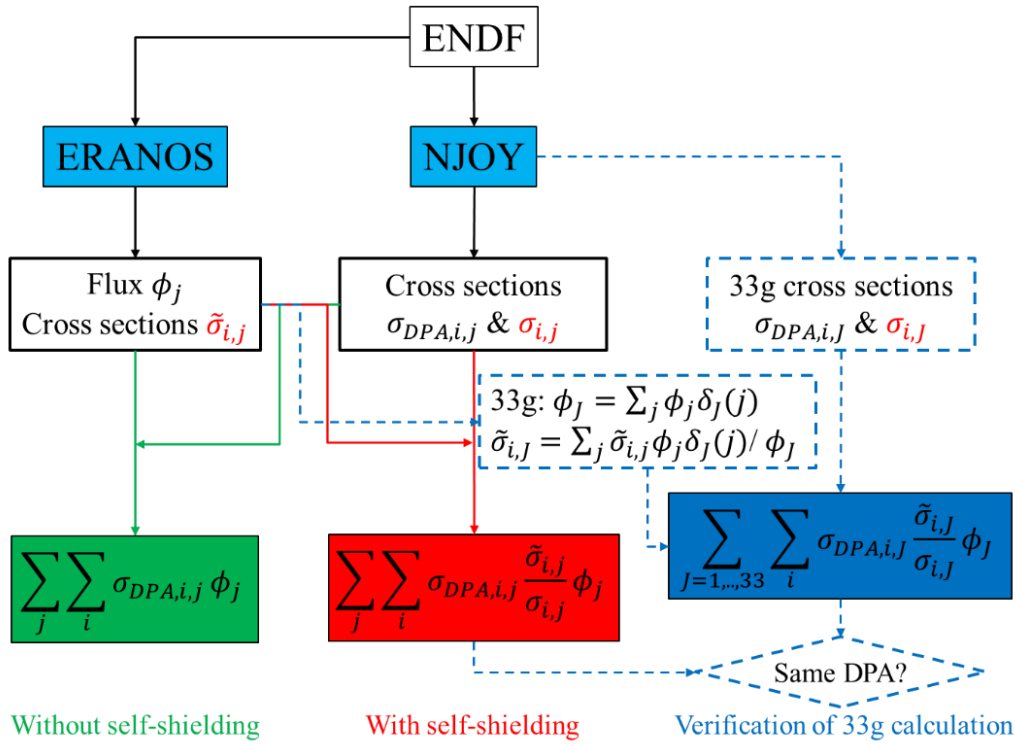 ENDF
ERANOS
NJOY
Flux ϕ_j
Cross sections σ̃_{i,j}
Cross sections
σ_{DPA,i,j} & σ_{i,j}
33g cross sections
σ_{DPA,i,J} & σ_{i,J}
33g: ϕ_J = ∑_j ϕ_j δ_J(j)
σ̃_{i,J} = ∑_j σ̃_{i,j} ϕ_j δ_J(j) / ϕ_J
∑_j ∑_i σ_{DPA,i,j} ϕ_j
∑_j ∑_i σ_{DPA,i,j} σ̃_{i,j}/σ_{i,j} ϕ_j
∑_{J=1,..,33} ∑_i σ_{DPA,i,J} σ̃_{i,J}/σ_{i,J} ϕ_J
Same DPA?
Without self-shielding
With self-shielding
Verification of 33g calculation